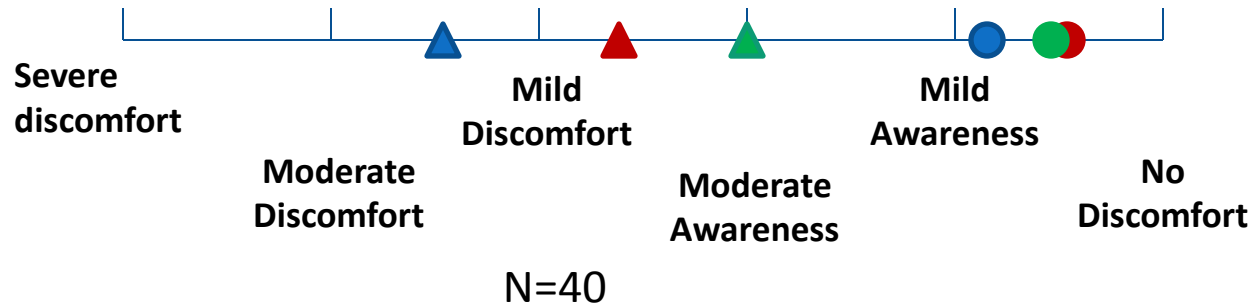 Severe
discomfort
Moderate
Discomfort
Mild
Discomfort
Moderate
Awareness
Mild
Awareness
No
Discomfort
N=40